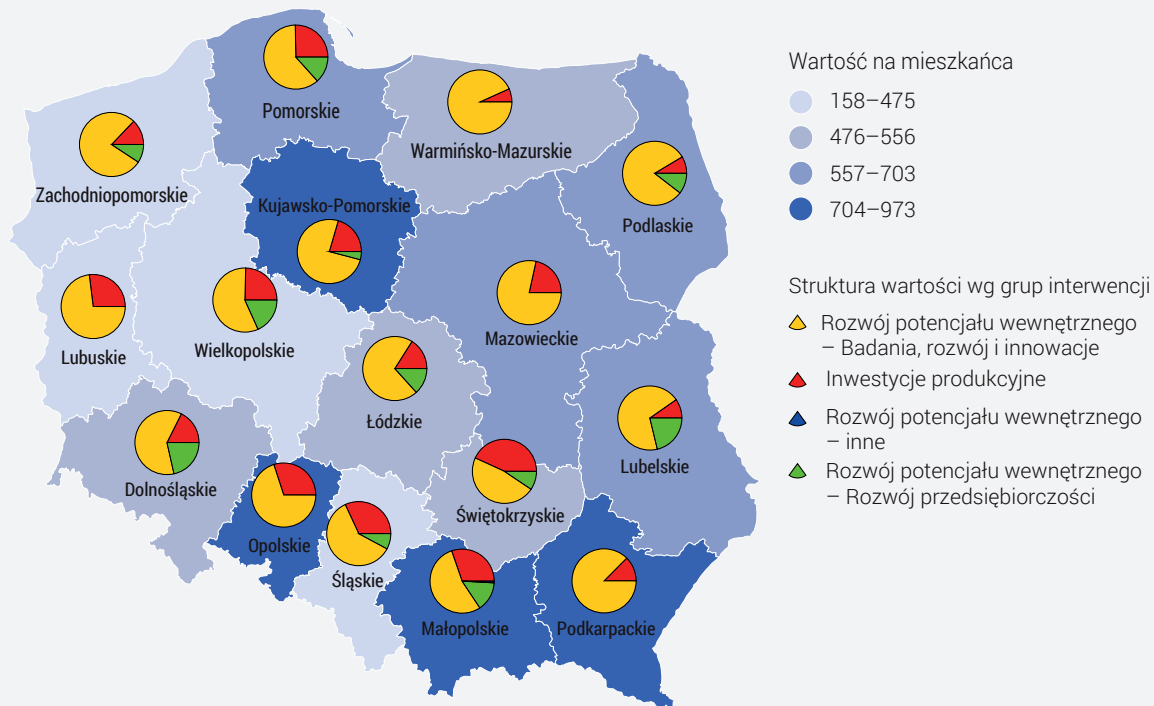 Pomorskie
Warmińsko-Mazurskie
Zachodniopomorskie
Kujawsko-Pomorskie
Podlaskie
Mazowieckie
Lubuskie
Wielkopolskie
Łódzkie
Lubelskie
Dolnośląskie
Świętokrzyskie
Opolskie
Śląskie
Małopolskie
Podkarpackie
Wartość na mieszkańca
158–475
476–556
557–703
704–973
Struktura wartości wg grup interwencji
Rozwój potencjału wewnętrznego
– Badania, rozwój i innowacje
Inwestycje produkcyjne
Rozwój potencjału wewnętrznego
– inne
Rozwój potencjału wewnętrznego
– Rozwój przedsiębiorczości